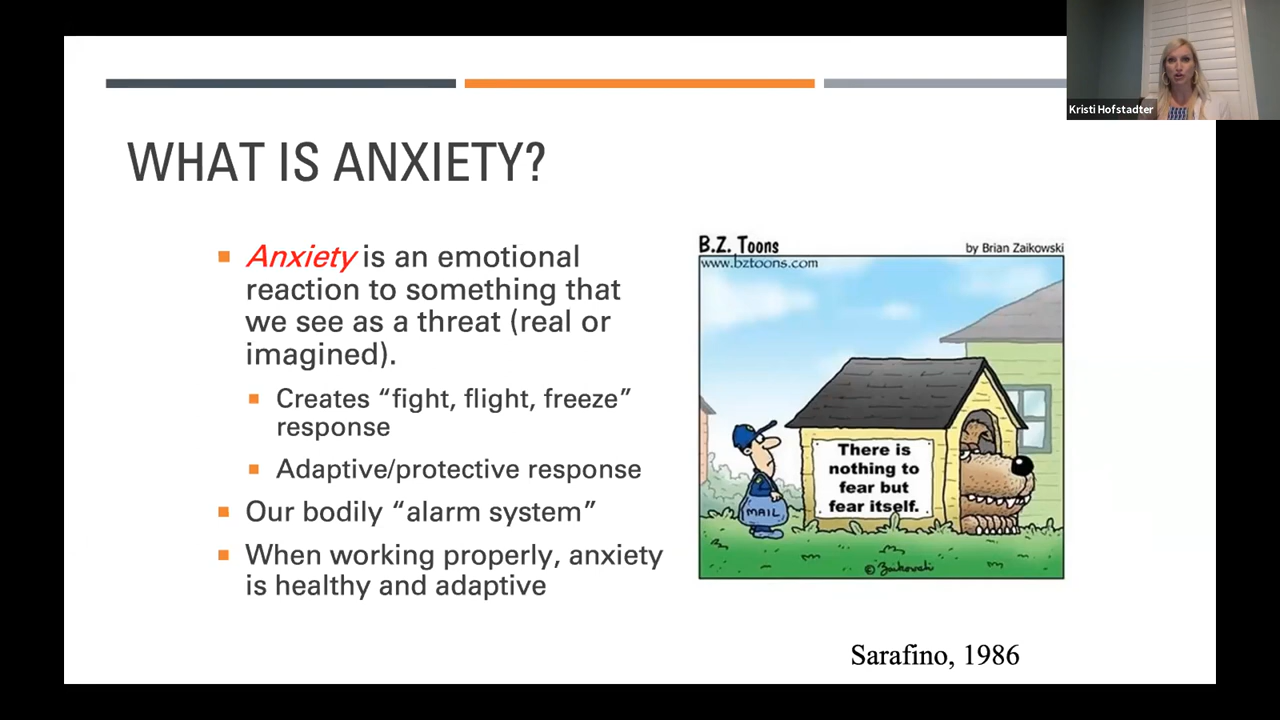 Kristi Hofstadter
WHAT IS ANXIETY?
Anxiety is an emotional
reaction to something that
we see as a threat (real or
imagined).
Creates “fight, flight, freeze”
response
Adaptive/protective response
Our bodily “alarm system”
When working properly, anxiety
is healthy and adaptive
B.Z. Toons
by Brian Zaikowski
www.bztoons.com
There is
nothing to
fear but
fear itself.
MAIL
© Zaikowski
Sarafino, 1986